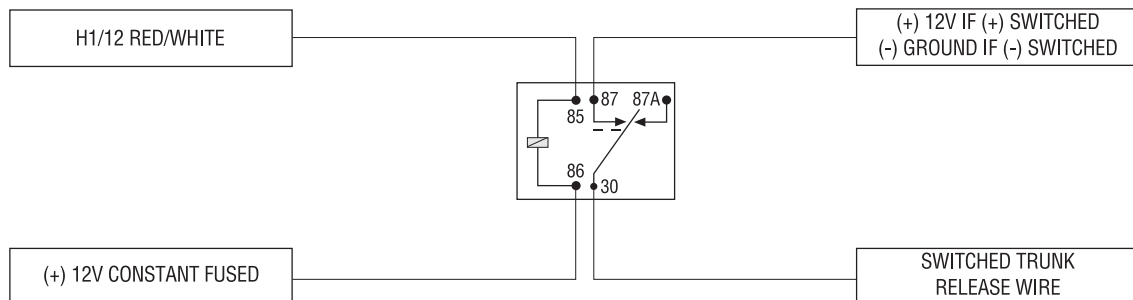 H1/12 RED/WHITE
(+) 12V IF (+) SWITCHED
(-) GROUND IF (-) SWITCHED
87 87A
85
86
30
(+) 12V CONSTANT FUSED
SWITCHED TRUNK
RELEASE WIRE